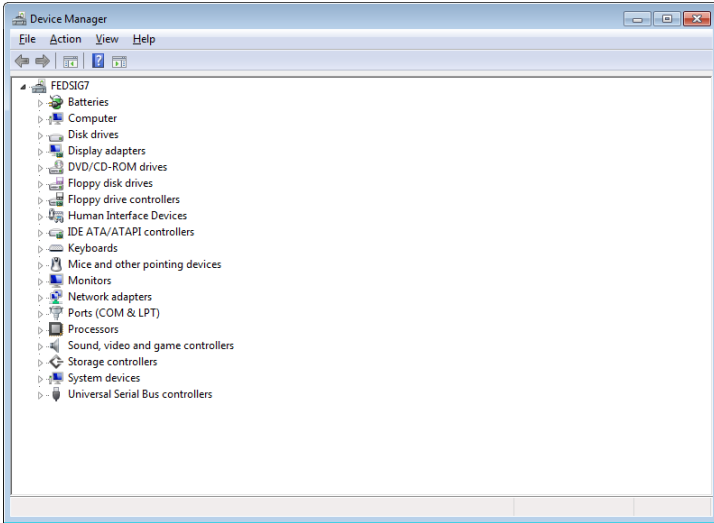 Device Manager
File Action View Help
FEDSIG7
Batteries
Computer
Disk drives
Display adapters
DVD/CD-ROM drives
Floppy disk drives
Floppy drive controllers
Human Interface Devices
IDE ATA/ATAPI controllers
Keyboards
Mice and other pointing devices
Monitors
Network adapters
Ports (COM & LPT)
Processors
Sound, video and game controllers
Storage controllers
System devices
Universal Serial Bus controllers